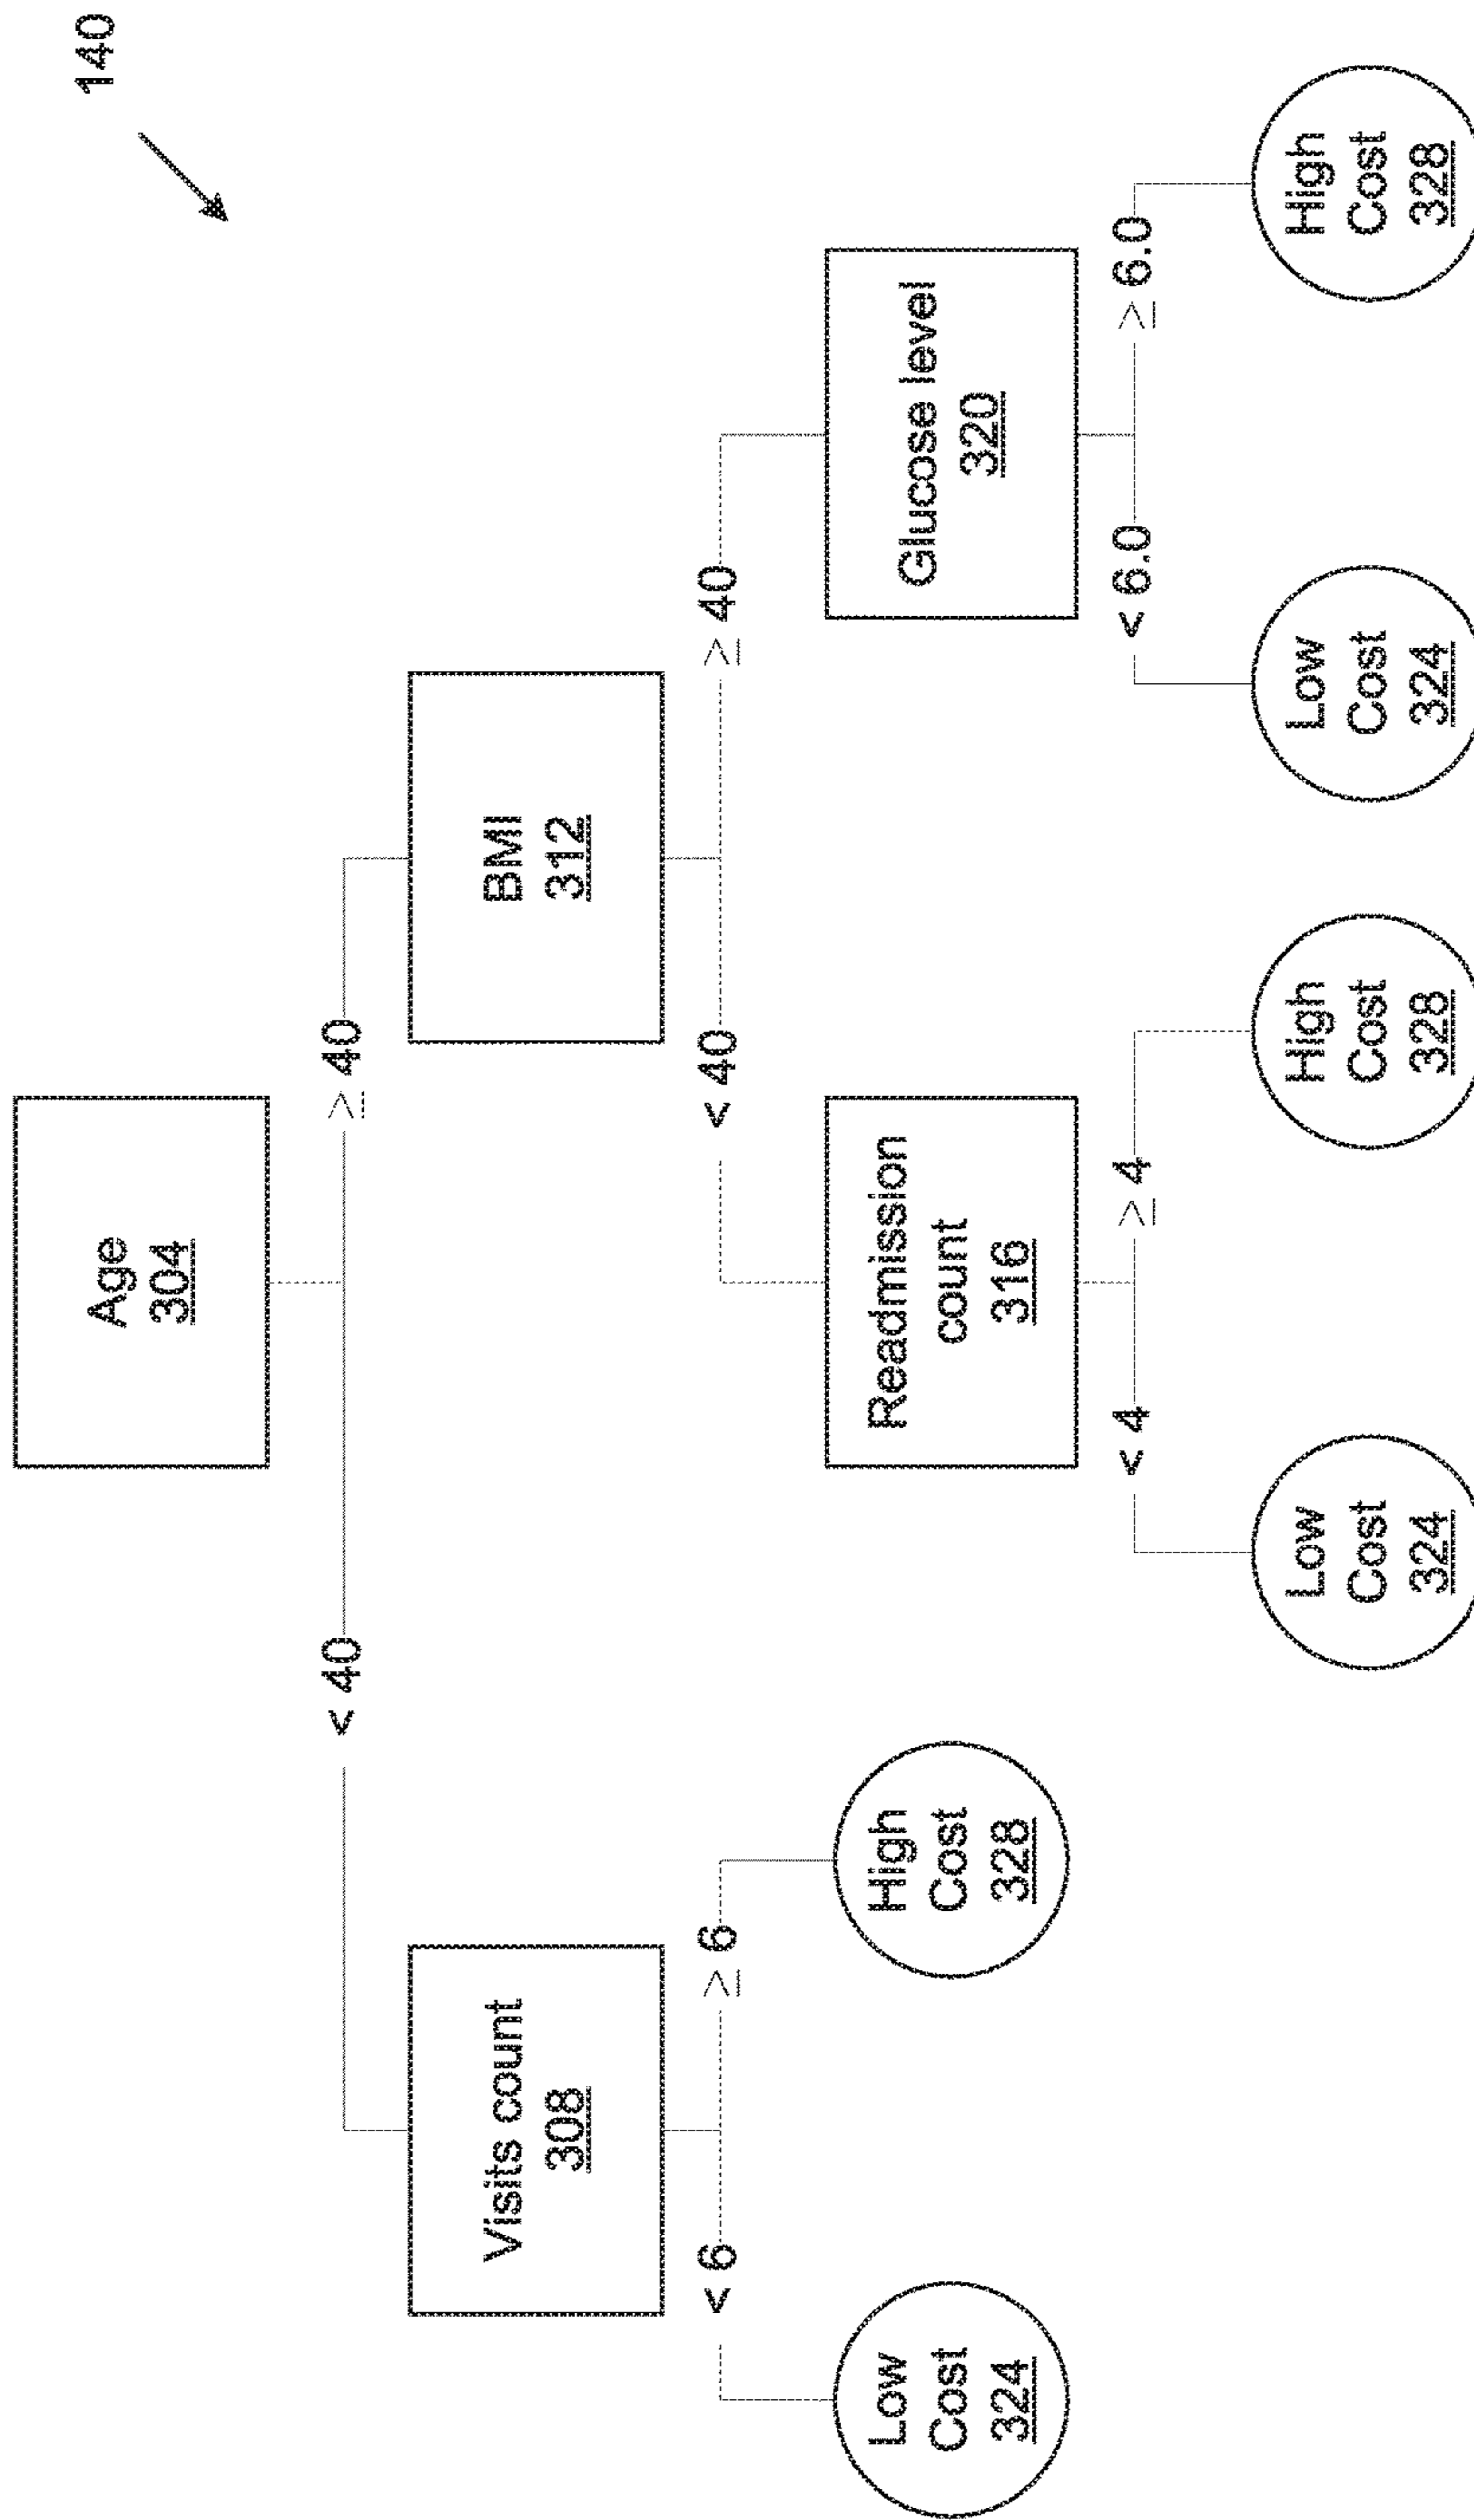 140
Age
304
< 40
≥ 40
Visits count
308
BMI
312
< 6
≥ 6
< 40
≥ 40
Low
Cost
324
High
Cost
328
Readmission
count
316
Glucose level
320
< 4
≥ 4
< 6.0
≥ 6.0
Low
Cost
324
High
Cost
328
Low
Cost
324
High
Cost
328